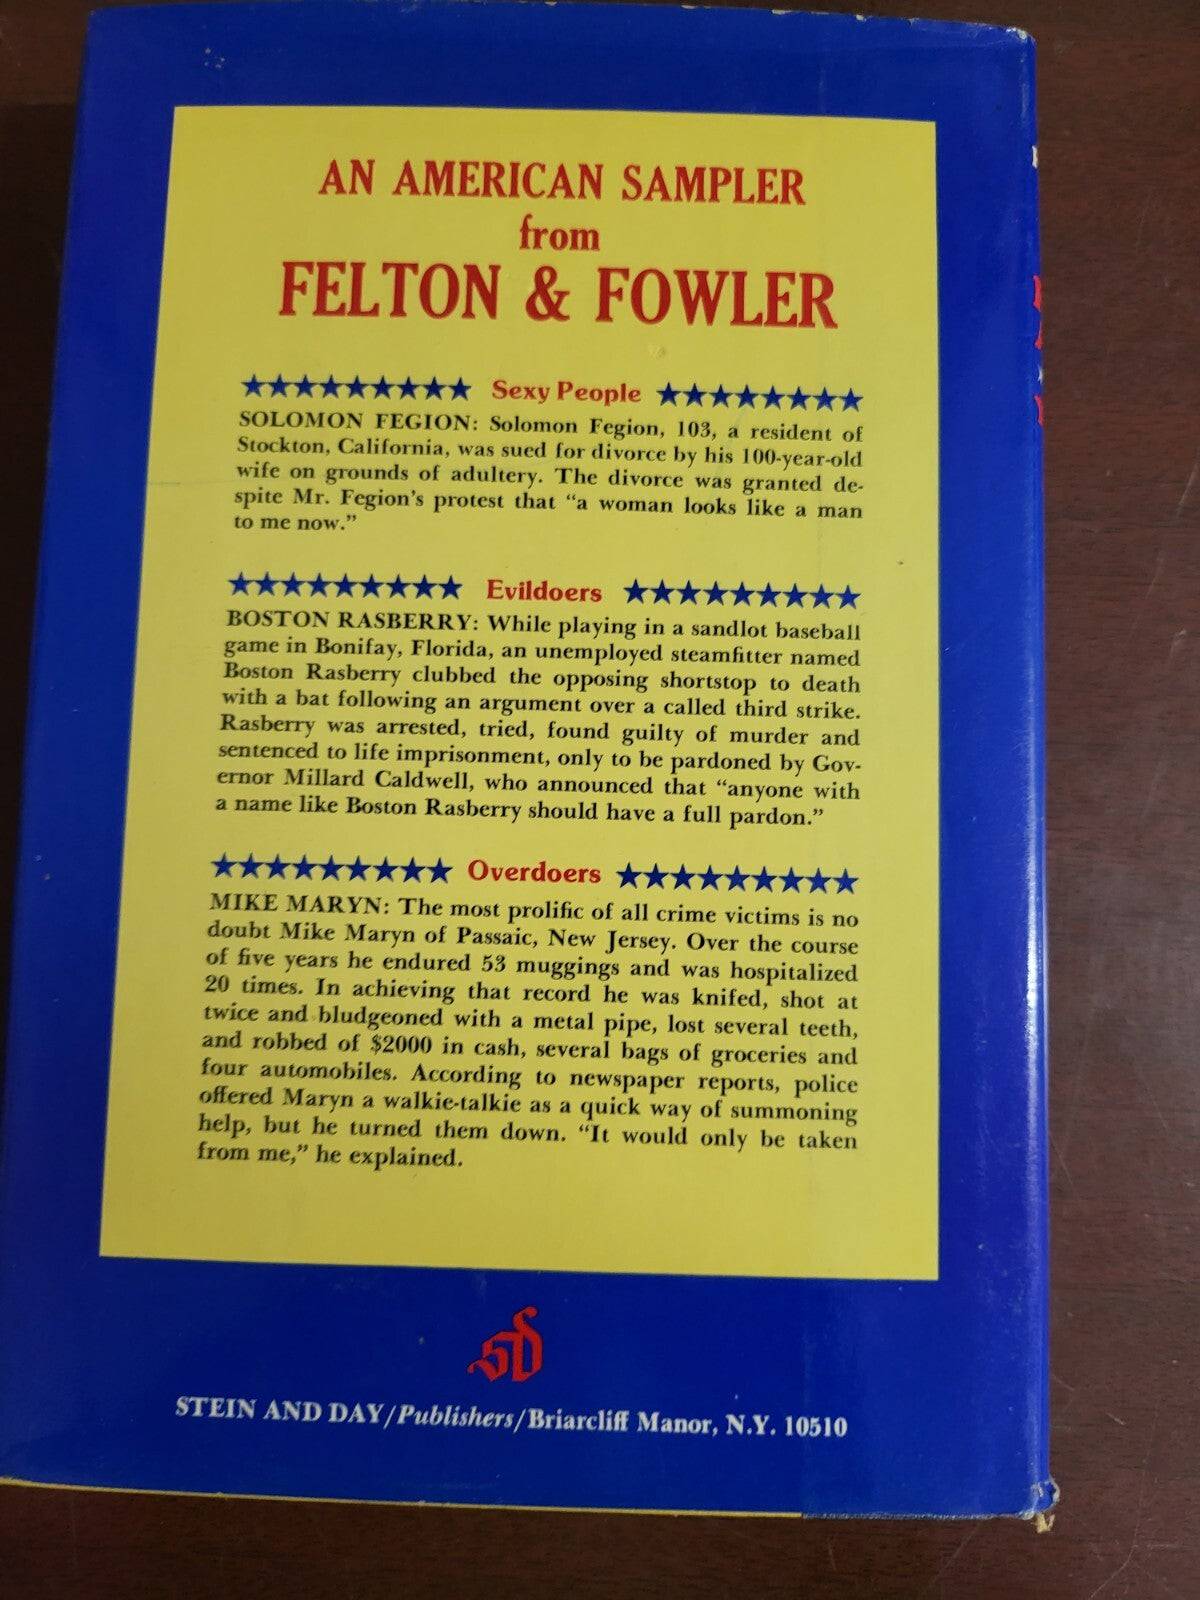 AN AMERICAN SAMPLER
from
FELTON & FOWLER
★★★★★★★★★ Sexy People ★★★★★★★★
SOLOMON FEGION: Solomon Fegion, 103, a resident of
Stockton, California, was sued for divorce by his 100-year-old
wife on grounds of adultery. The divorce was granted de-
spite Mr. Fegion's protest that "a woman looks like a man
to me now."
★★★★★★★★★ Evildoers ★★★★★★★★★
BOSTON RASBERRY: While playing in a sandlot baseball
game in Bonifay, Florida, an unemployed steamfitter named
Boston Rasberry clubbed the opposing shortstop to death
with a bat following an argument over a called third strike.
Rasberry was arrested, tried, found guilty of murder and
sentenced to life imprisonment, only to be pardoned by Gov-
ernor Millard Caldwell, who announced that "anyone with
a name like Boston Rasberry should have a full pardon."
★★★★★★★★★ Overdoers ★★★★★★★★★
MIKE MARYN: The most prolific of all crime victims is no
doubt Mike Maryn of Passaic, New Jersey. Over the course
of five years he endured 53 muggings and was hospitalized
20 times. In achieving that record he was knifed, shot at
twice and bludgeoned with a metal pipe, lost several teeth,
and robbed of $2000 in cash, several bags of groceries and
four automobiles. According to newspaper reports, police
offered Maryn a walkie-talkie as a quick way of summoning
help, but he turned them down. "It would only be taken
from me," he explained.
sd
STEIN AND DAY/Publishers/Briarcliff Manor, N.Y. 10510